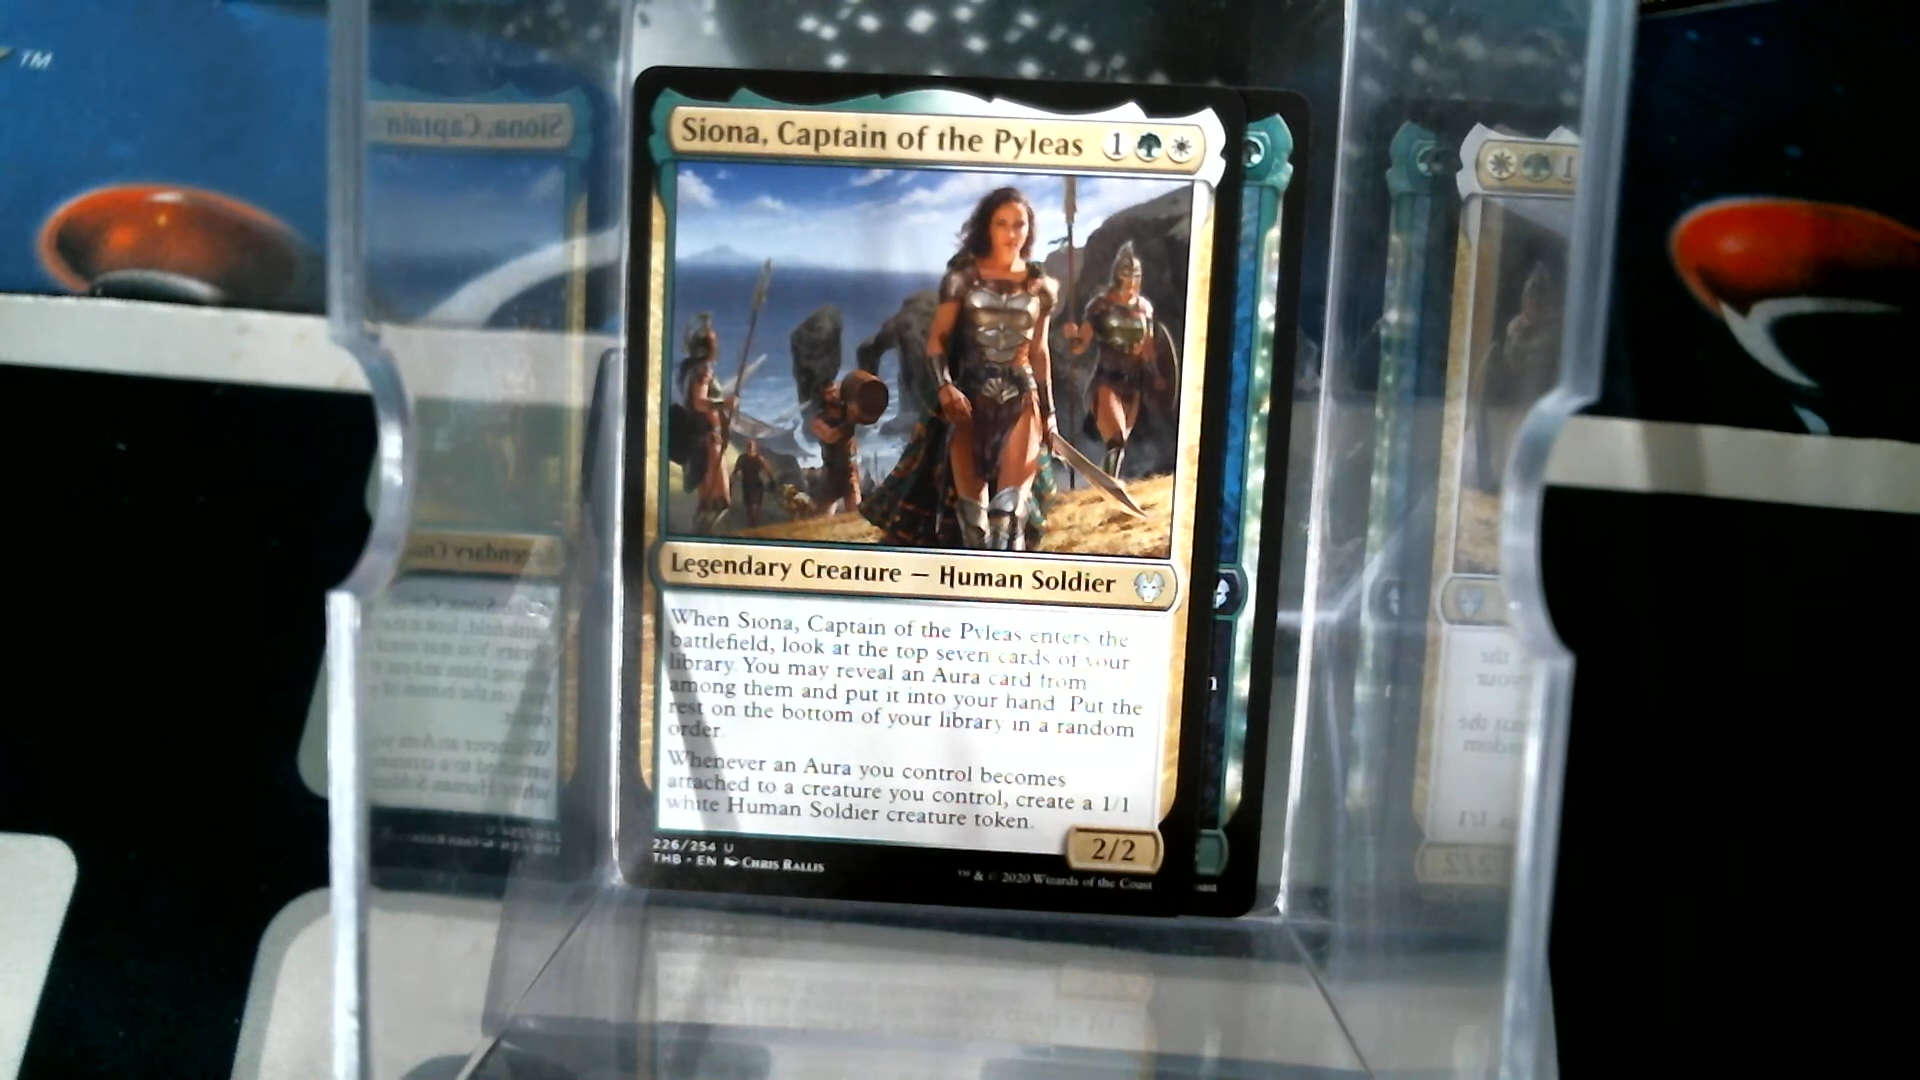 TM
Siona, Captain of the Pyleas 1
Legendary Creature — Human Soldier
When Siona, Captain of the Pyleas enters the
battlefield, look at the top seven cards of your
library. You may reveal an Aura card from
among them and put it into your hand. Put the
rest on the bottom of your library in a random
order.
Whenever an Aura you control becomes
attached to a creature you control, create a 1/1
white Human Soldier creature token.
2/2
226/254 U
THB • EN Chris Rallis
™ & © 2020 Wizards of the Coast